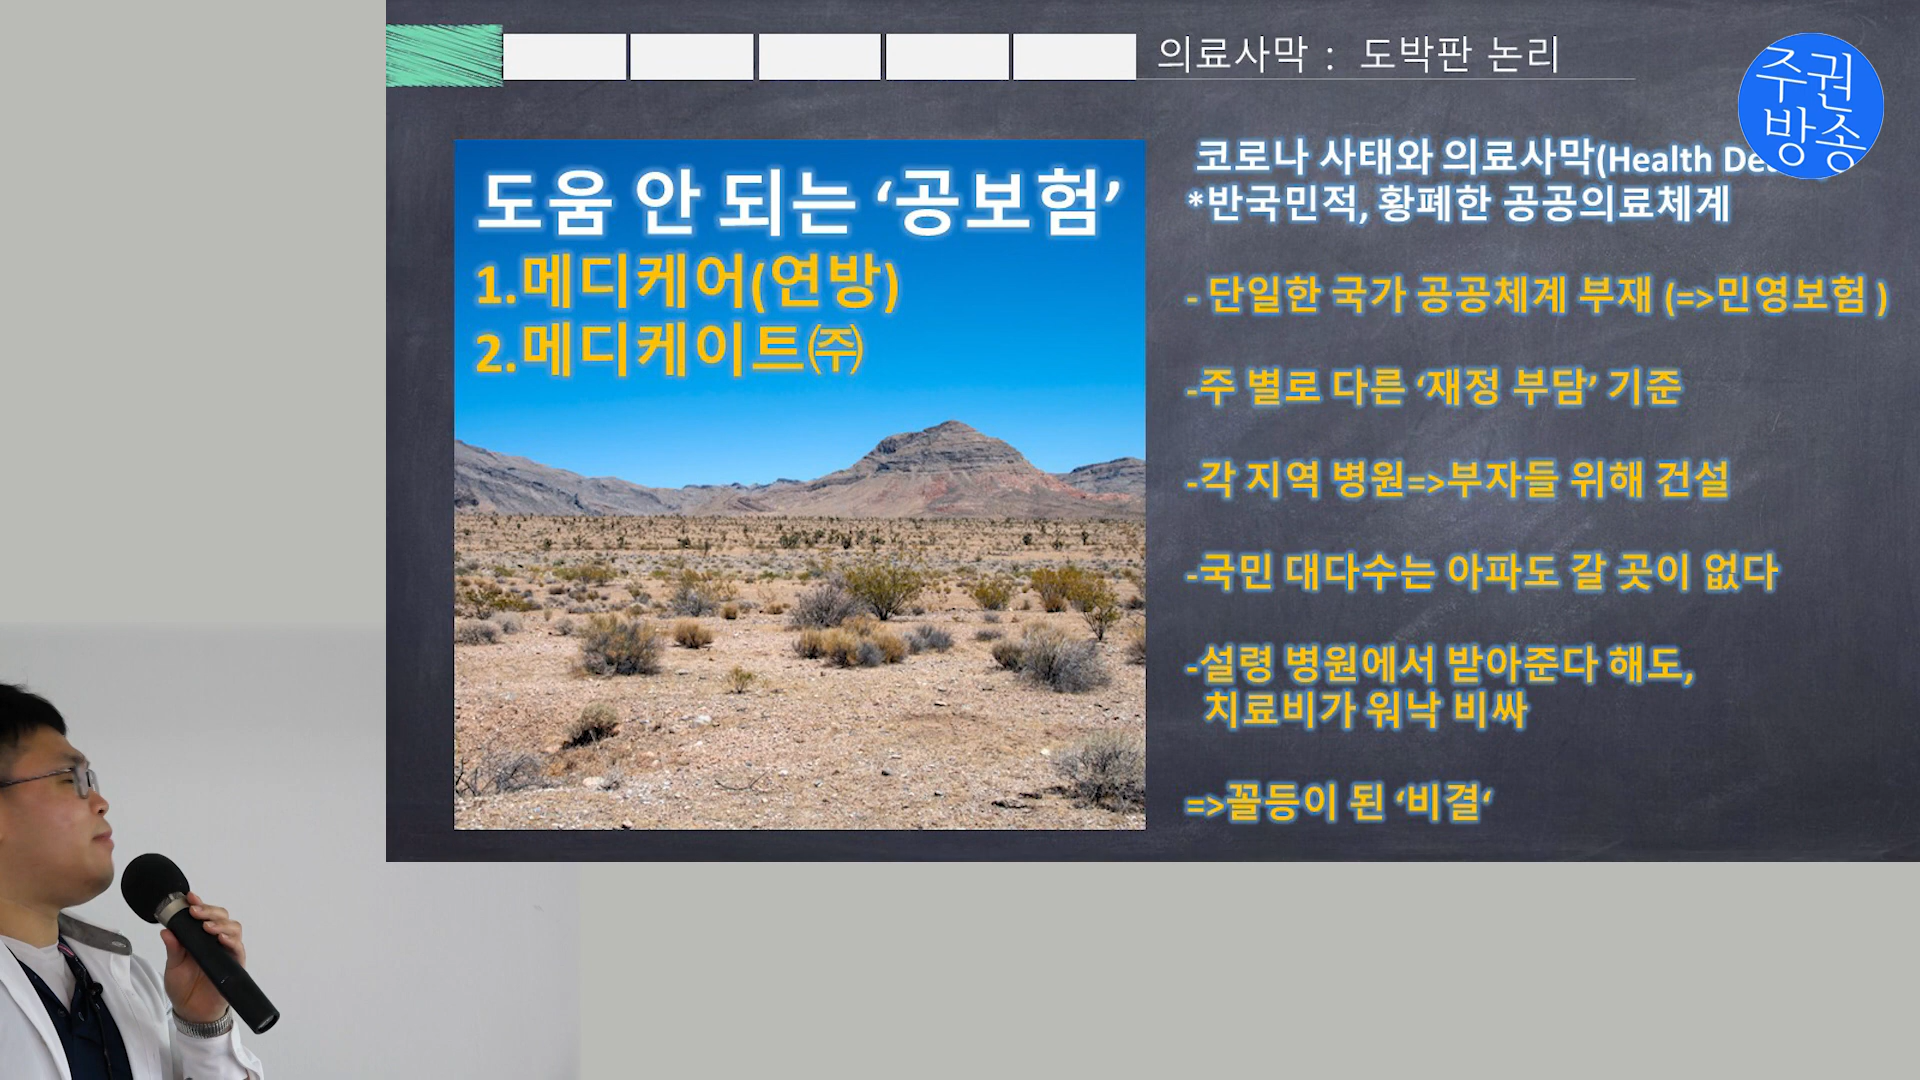 의료사막 : 도박판 논리
주권
방송
도움 안 되는 ‘공보험’
1.메디케어(연방)
2.메디케이트㈜
코로나 사태와 의료사막(Health
*반국민적, 황폐한 공공의료체계
- 단일한 국가 공공체계 부재 (=>민영보험 )
-주 별로 다른 ‘재정 부담’ 기준
-각 지역 병원=>부자들 위해 건설
-국민 대다수는 아파도 갈 곳이 없다
-설령 병원에서 받아준다 해도,
치료비가 워낙 비싸
=>꼴등이 된 ‘비결‘